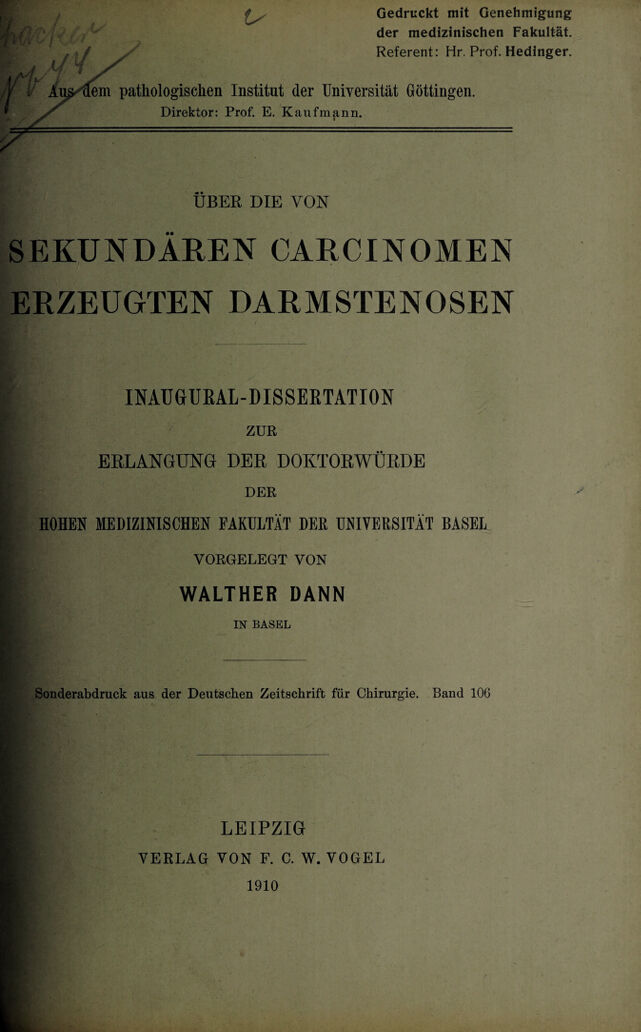 Gedruckt mit Genehmigung
der medizinischen Fakultät.
Referent: Hr. Prof. Hedinger.
Aus dem pathologischen Institut der Universität Göttingen.
Direktor: Prof. E. Kaufmann.
ÜBER DIE VON
SEKUNDÄREN CARCINOMEN
ERZEUGTEN DARMSTENOSEN
INAUGURAL-DISSERTATION
ZUR
ERLANGUNG DER DOKTORWÜRDE
DER
HOHEN MEDIZINISCHEN FAKULTÄT DER UNIVERSITÄT BASEL
VORGELEGT VON
WALTHER DANN
IN BASEL
Sonderabdruck aus der Deutschen Zeitschrift für Chirurgie. Band 106
LEIPZIG
VERLAG VON F. C. W. VOGEL
1910